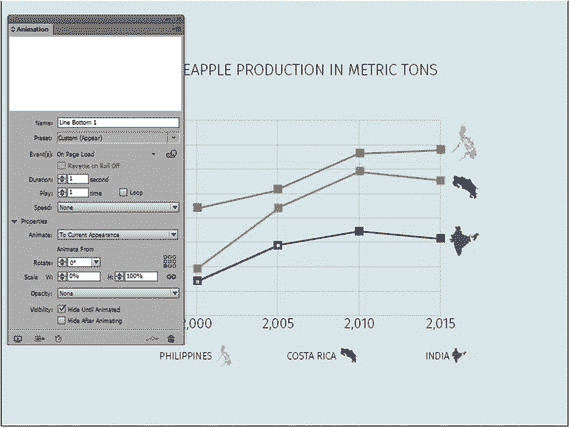 Animation
EAPPLE PRODUCTION IN METRIC TONS
Name: Line Bottom 1
Preset: Custom (Appear)
Event(s): On Page Load
Reverse on Roll Off
Duration: 1 second
Play: 1 time Loop
Speed: None
Properties
Animate: To Current Appearance
Animate From
Rotate: 0°
Scale W: 0% H: 100%
Opacity: None
Visibility: Hide Until Animated
Hide After Animating
2,000 2,005 2,010 2,015
PHILIPPINES COSTA RICA INDIA